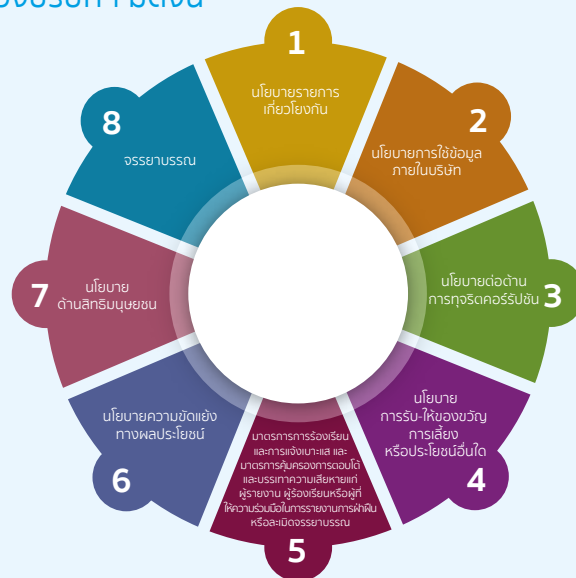 1
นโยบายรายการ
เกี่ยวโยงกัน
2
นโยบายการใช้ข้อมูล
ภายในบริษัท
3
นโยบายต่อต้าน
การทุจริตคอร์รัปชัน
4
นโยบาย
การรับ-ให้ของขวัญ
การเลี้ยง
หรือประโยชน์อื่นใด
5
มาตรการการร้องเรียน
และการแจ้งเบาะแส และ
มาตรการคุ้มครองการตอบโต้
และบรรเทาความเสียหายแก่
ผู้รายงาน ผู้ร้องเรียนหรือผู้ที่
ให้ความร่วมมือในการรายงานการฝ่าฝืน
หรือละเมิดจรรยาบรรณ
6
นโยบายความขัดแย้ง
ทางผลประโยชน์
7
นโยบาย
ด้านสิทธิมนุษยชน
8
จรรยาบรรณ